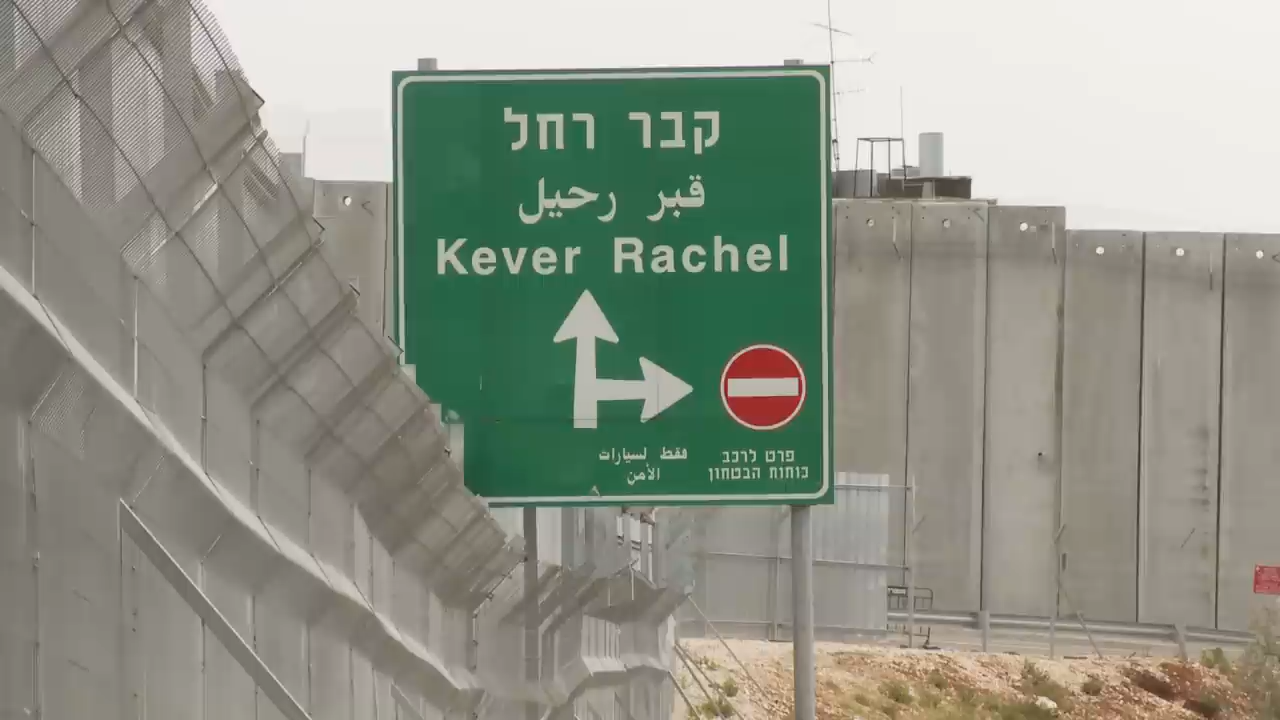 קבר רחל
قبر رحيل
Kever Rachel
فقط لسيارات
الأمن
פרט לרכב
כוחות הבטחון